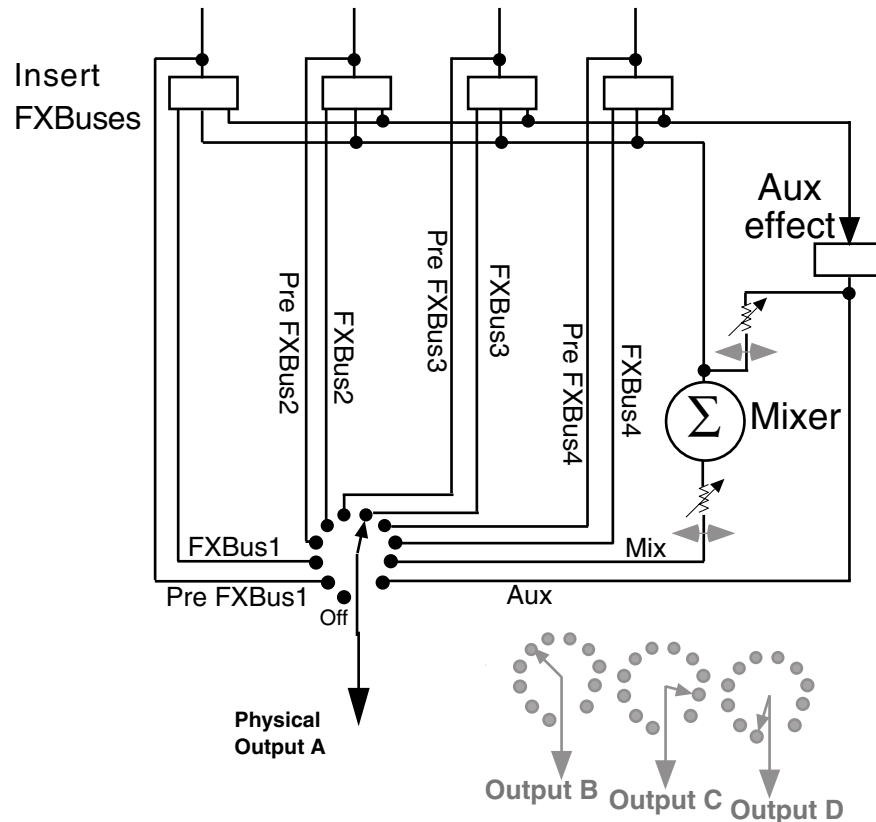 Insert
FXBuses
Aux
effect
Pre FXBus2
FXBus2
Pre FXBus3
FXBus3
Pre FXBus4
FXBus4
Σ
Mixer
FXBus1
Mix
Pre FXBus1
Aux
Off
Physical
Output A
Output B
Output C
Output D